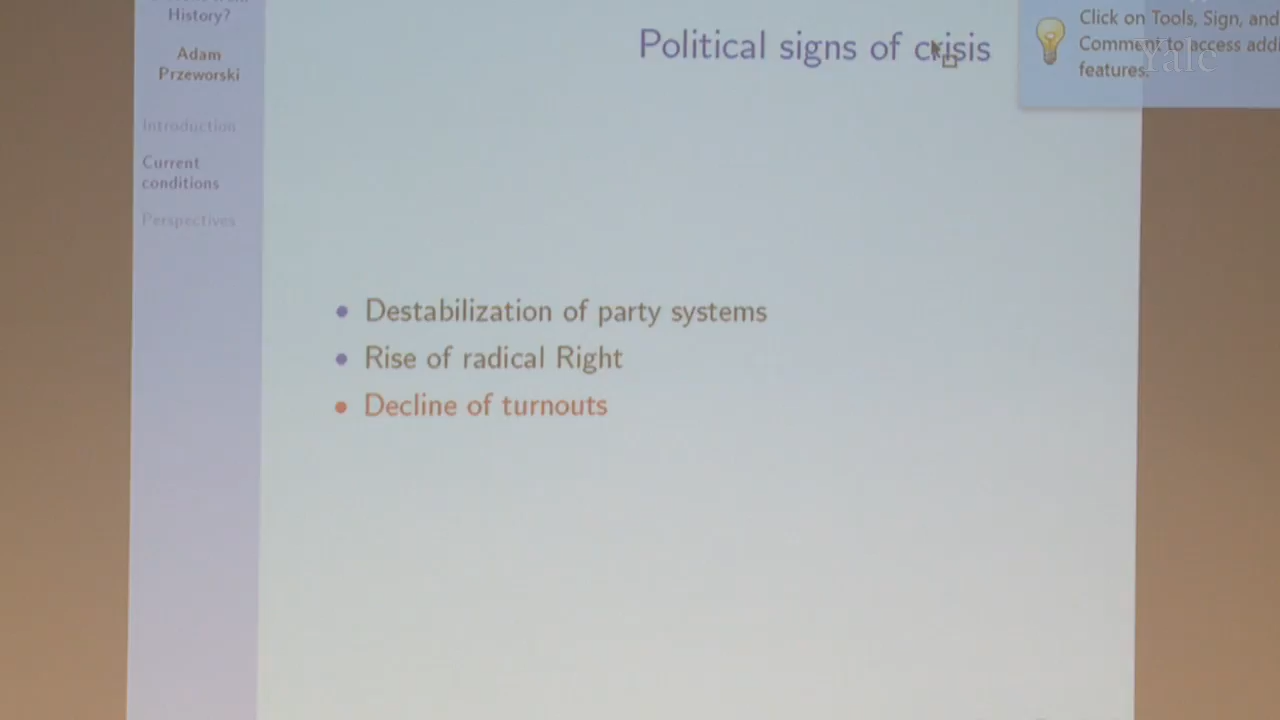 History?
Adam
Przeworski
Introduction
Current
conditions
Perspectives
Political signs of crisis
Click on Tools, Sign, and
Comment to access
features.
Yale
Destabilization of party systems
Rise of radical Right
Decline of turnouts